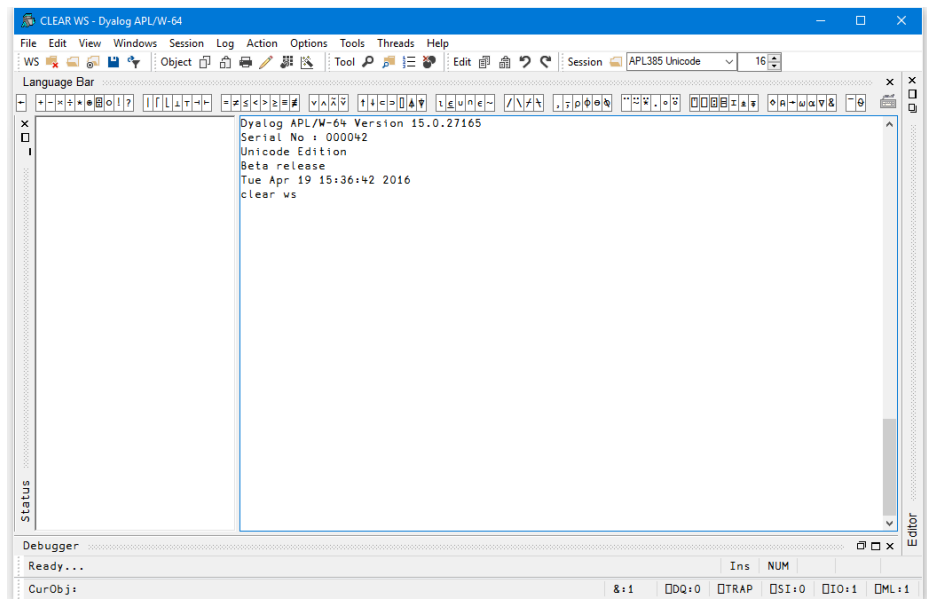 CLEAR WS - Dyalog APL/W-64
File Edit View Windows Session Log Action Options Tools Threads Help
WS Object Tool Edit Session APL385 Unicode 16
Language Bar
← + - × ÷ * ⍟ ⌹ ○ ! ? | ⌈ ⌊ ⊥ ⊤ ⊣ ⊢ = ≠ ≤ < > ≥ ≡ ≢ ∨ ∧ ⍲ ⍱ ↑ ↓ ⊂ ⊃ ⌷ ⍋ ⍒ ⍳ ⍷ ∪ ∩ ∊ ~ / \ ⌿ ⍀ , ⍪ ⍴ ⌽ ⊖ ⍉ ¨ ⍨ ⍣ . ∘ ⍤ ⍞ ⎕ ⍠ ⌸ ⌶ ⍎ ⍕ ⋄ ⍝ → ⍵ ⍺ ∇ & ¯ ⍬
Dyalog APL/W-64 Version 15.0.27165
Serial No : 000042
Unicode Edition
Beta release
Tue Apr 19 15:36:42 2016
clear ws
Status
Editor
Debugger
Ready...
Ins NUM
CurObj:
&:1 ⎕DQ:0 ⎕TRAP ⎕SI:0 ⎕IO:1 ⎕ML:1